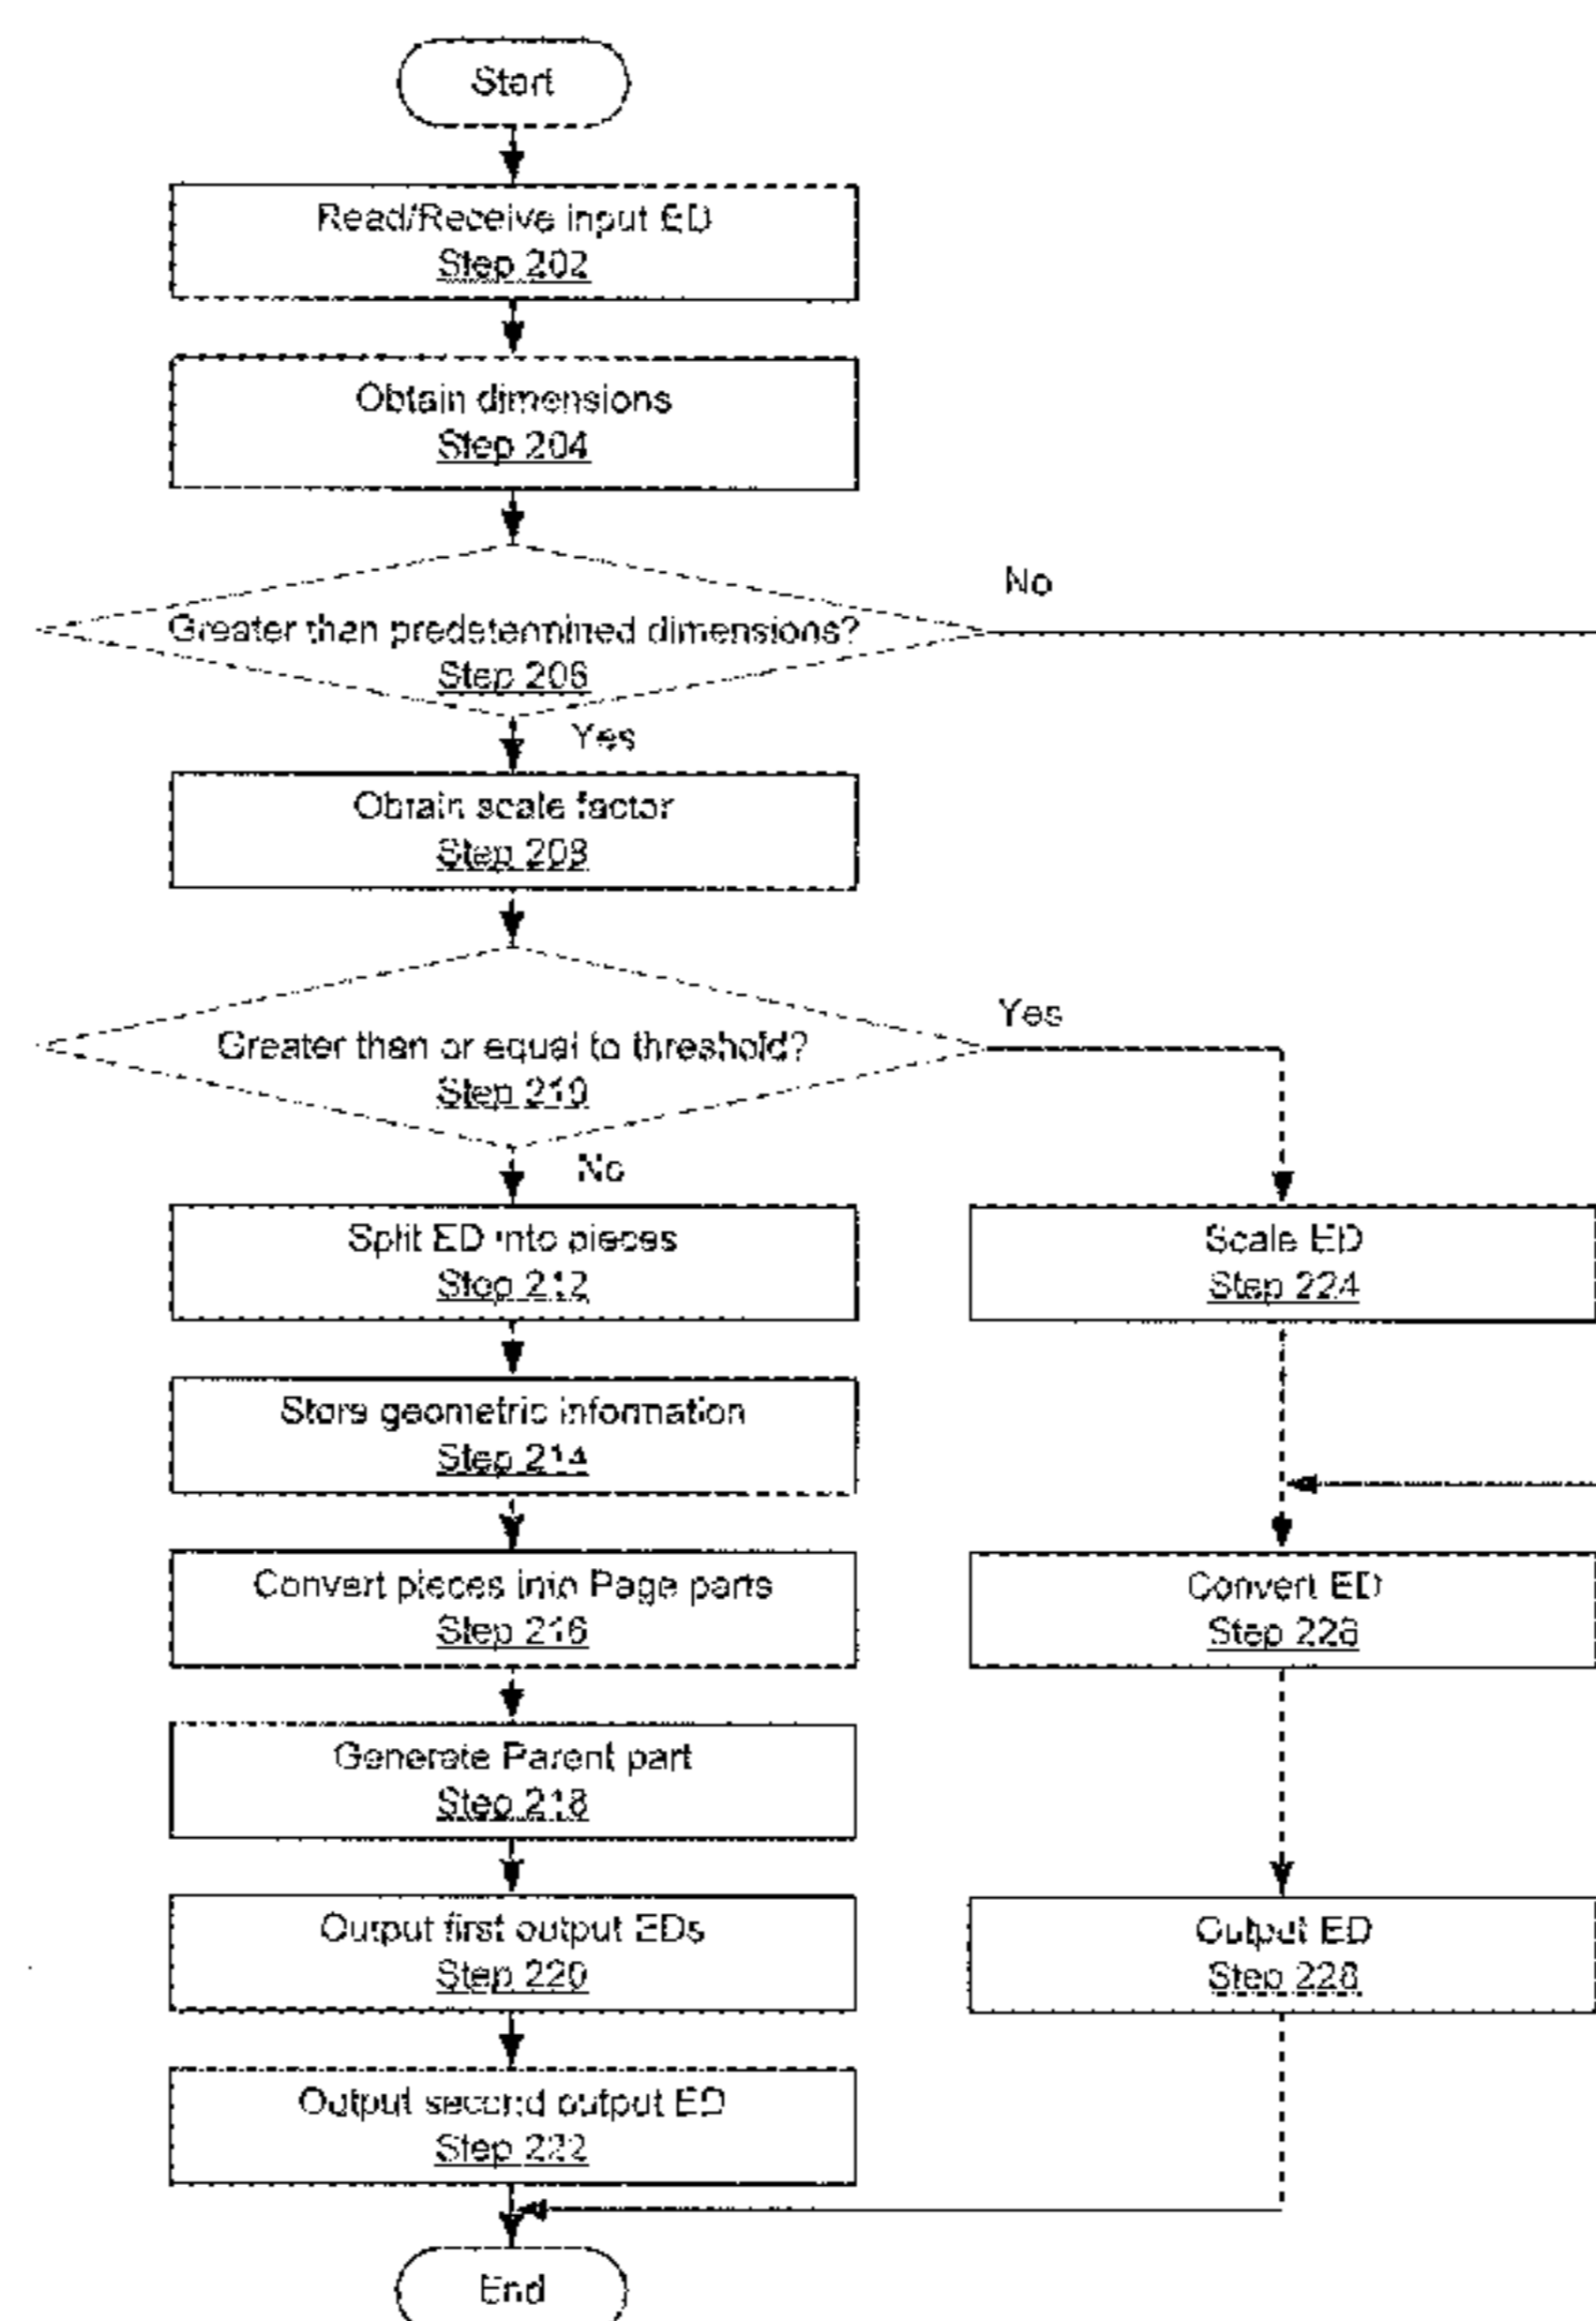 Start
Read/Receive input ED
Step 202
Obtain dimensions
Step 204
Greater than predetermined dimensions?
Step 206
No
Yes
Obtain scale factor
Step 208
Greater than or equal to threshold?
Step 210
Yes
No
Split ED into pieces
Step 212
Scale ED
Step 224
Store geometric information
Step 214
Convert pieces into Page parts
Step 216
Convert ED
Step 226
Generate Parent part
Step 218
Output first output EDs
Step 220
Output ED
Step 228
Output second output ED
Step 222
End